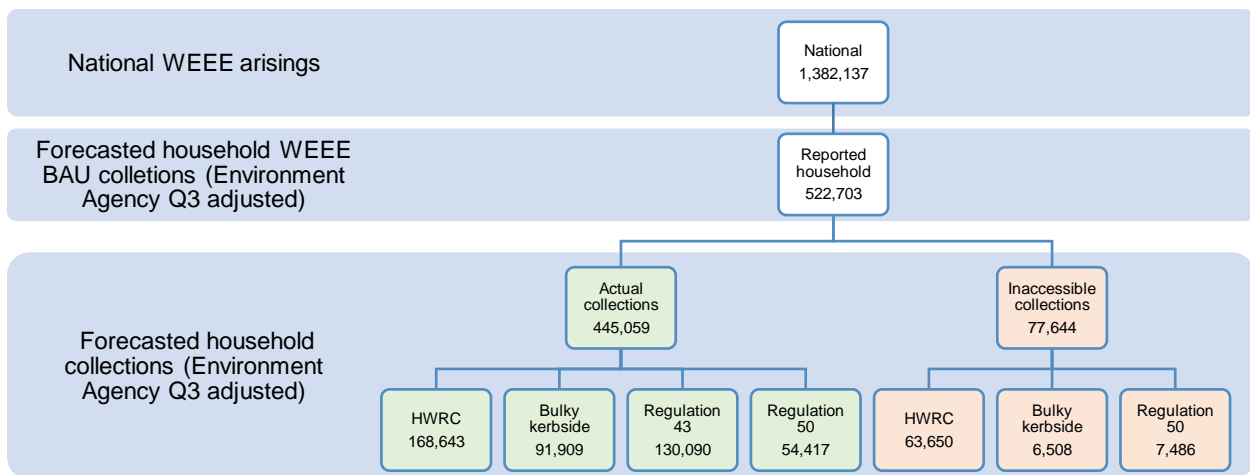 National WEEE arisings
National
1,382,137
Forecasted household WEEE
BAU colletions (Environment
Agency Q3 adjusted)
Reported
household
522,703
Forecasted household
collections (Environment
Agency Q3 adjusted)
Actual
collections
445,059
Inaccessible
collections
77,644
HWRC
168,643
Bulky
kerbside
91,909
Regulation
43
130,090
Regulation
50
54,417
HWRC
63,650
Bulky
kerbside
6,508
Regulation
50
7,486